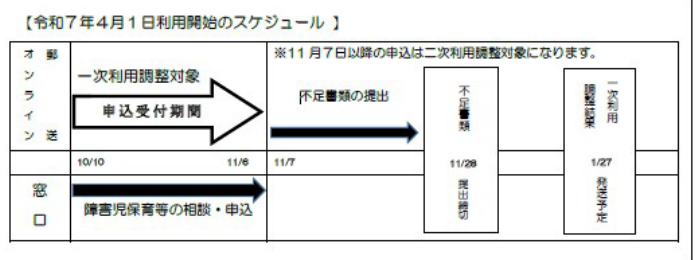 【令和7年4月1日利用開始のスケジュール 】
オンライン
郵送
※11月7日以降の申込は二次利用調整対象になります。
一次利用調整対象
申込受付期間
不足書類の提出
不足書類
11/28
提出締切
一次利用
調整結果
1/27
発送予定
10/10
11/6
11/7
窓口
障害児保育等の相談・申込